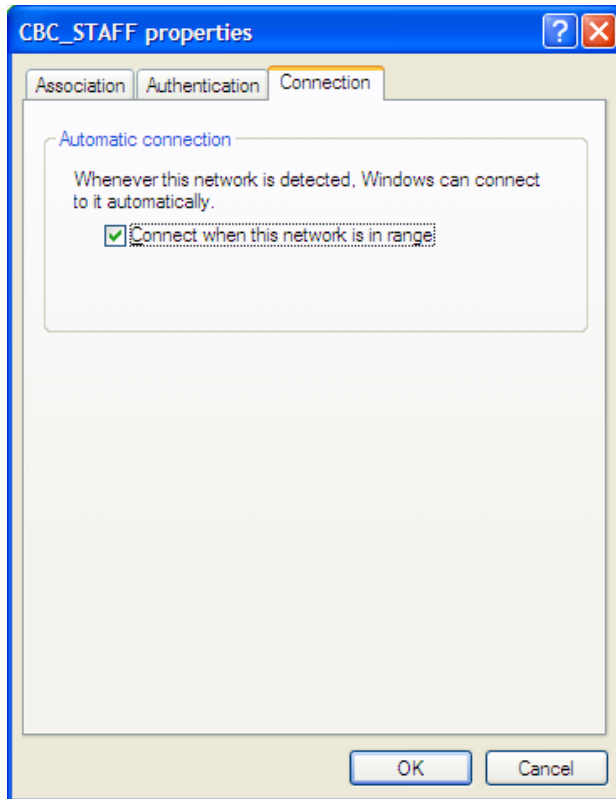 CBC_STAFF properties
Association
Authentication
Connection
Automatic connection
Whenever this network is detected, Windows can connect
to it automatically.
Connect when this network is in range
OK
Cancel